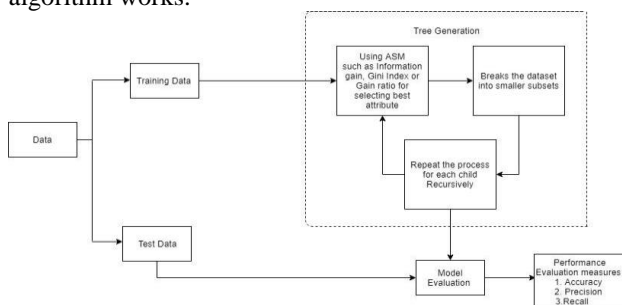 algorithm works.
Tree Generation
Training Data
Using ASM
such as Information
gain, Gini Index or
Gain ratio for
selecting best
attribute
Breaks the dataset
into smaller subsets
Data
Repeat the process
for each child
Recursively
Test Data
Model
Evaluation
Performance
Evaluation measures
1. Accuracy
2. Precision
3.Recall